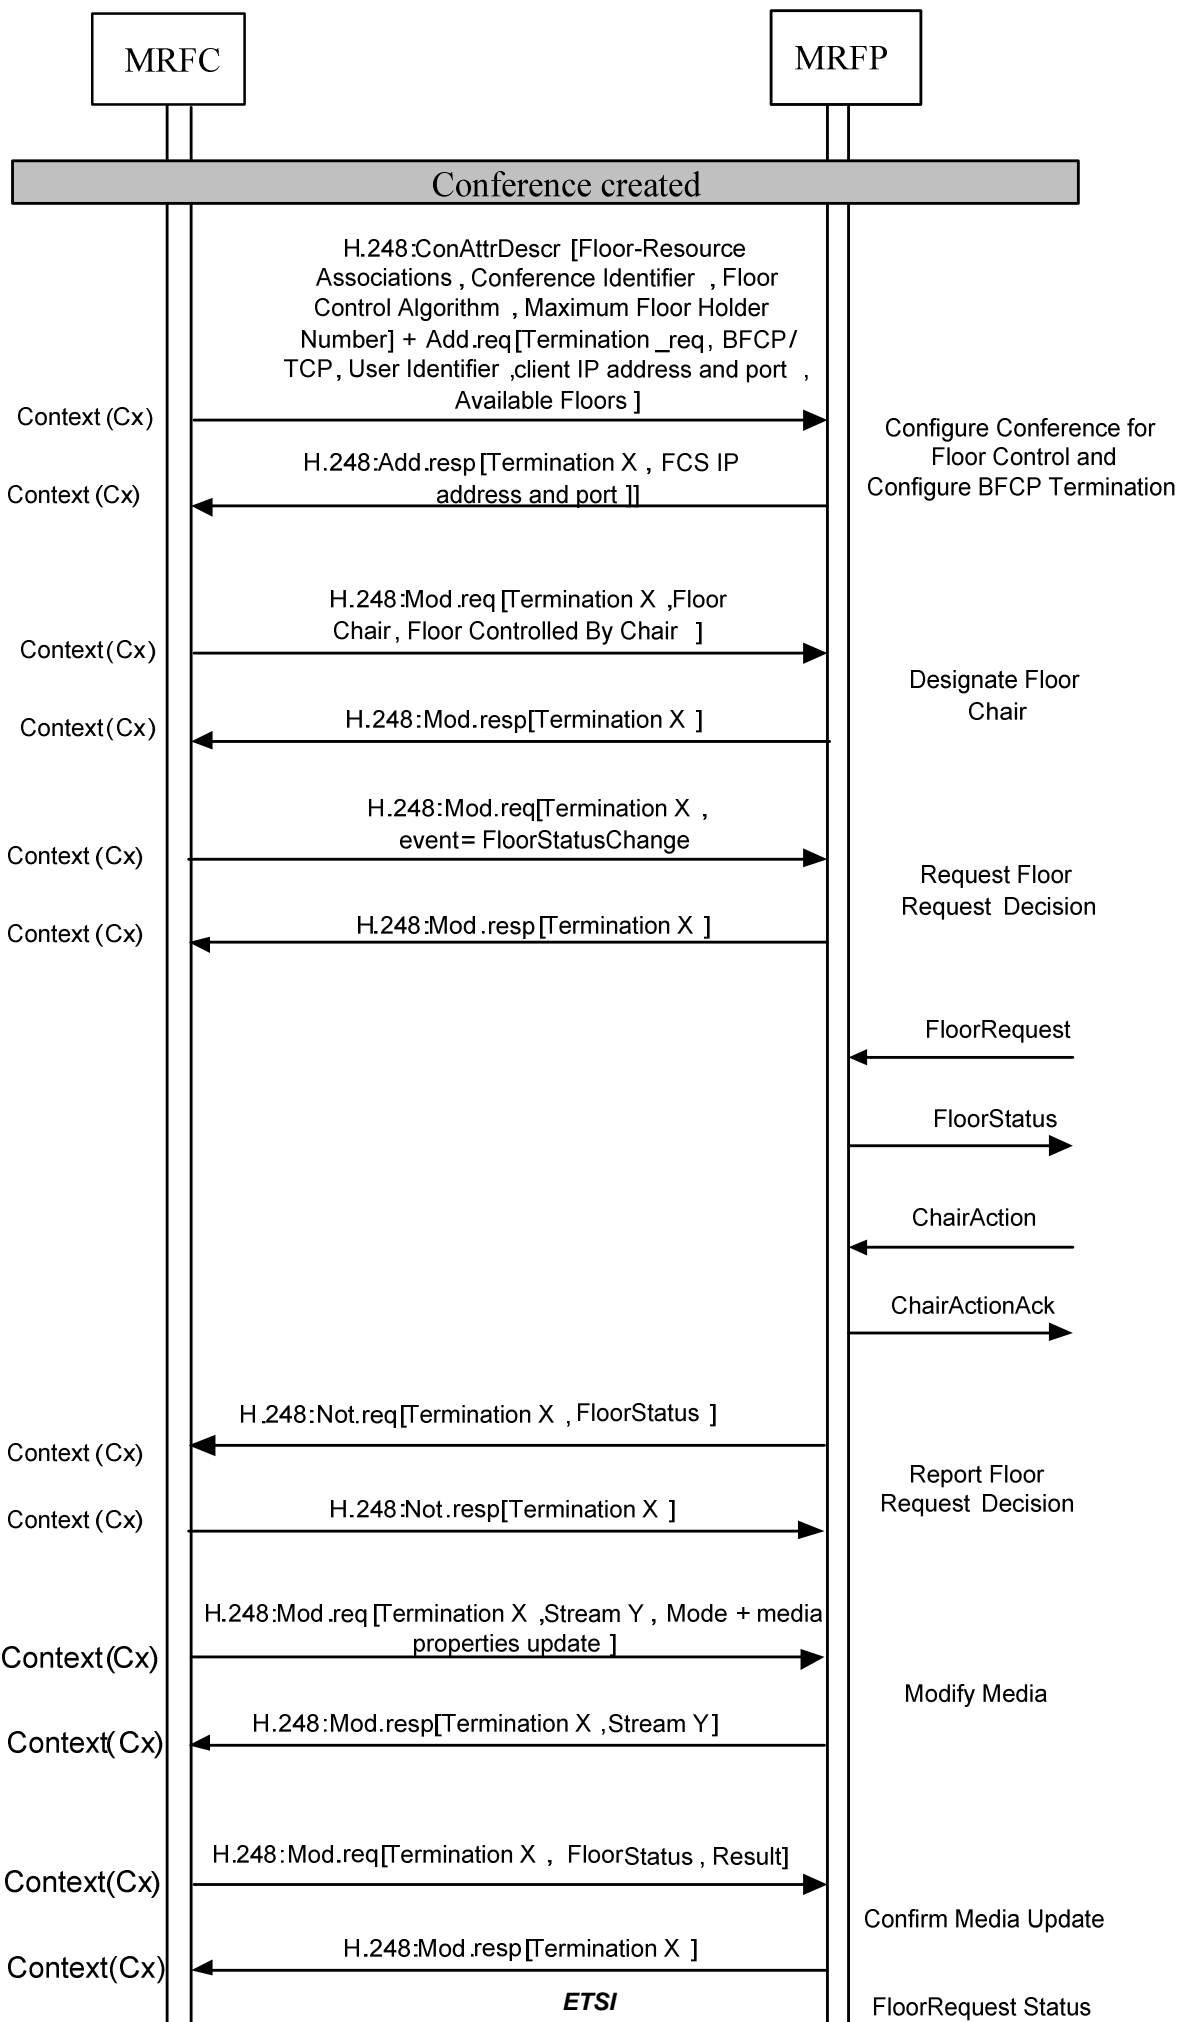 MRFC
MRFP
Conference created
H.248:ConAttrDescr [Floor-Resource
Associations , Conference Identifier , Floor
Control Algorithm , Maximum Floor Holder
Number] + Add.req[Termination _req, BFCP/
TCP, User Identifier ,client IP address and port ,
Available Floors ]
Context (Cx)
Configure Conference for
Floor Control and
Configure BFCP Termination
H.248:Add.resp[Termination X , FCS IP
address and port ]]
Context (Cx)
H.248:Mod.req[Termination X ,Floor
Chair, Floor Controlled By Chair ]
Context(Cx)
Designate Floor
Chair
H.248:Mod.resp[Termination X ]
Context(Cx)
H.248:Mod.req[Termination X ,
event= FloorStatusChange
Context (Cx)
Request Floor
Request Decision
H.248:Mod.resp[Termination X ]
Context (Cx)
FloorRequest
FloorStatus
ChairAction
ChairActionAck
H.248:Not.req[Termination X , FloorStatus ]
Context (Cx)
Report Floor
Request Decision
H.248:Not.resp[Termination X ]
Context (Cx)
H.248:Mod.req[Termination X ,Stream Y , Mode + media
properties update ]
Context(Cx)
Modify Media
H.248:Mod.resp[Termination X ,Stream Y]
Context(Cx)
H.248:Mod.req[Termination X , FloorStatus , Result]
Context(Cx)
Confirm Media Update
H.248:Mod.resp[Termination X ]
Context(Cx)
ETSI
FloorRequest Status